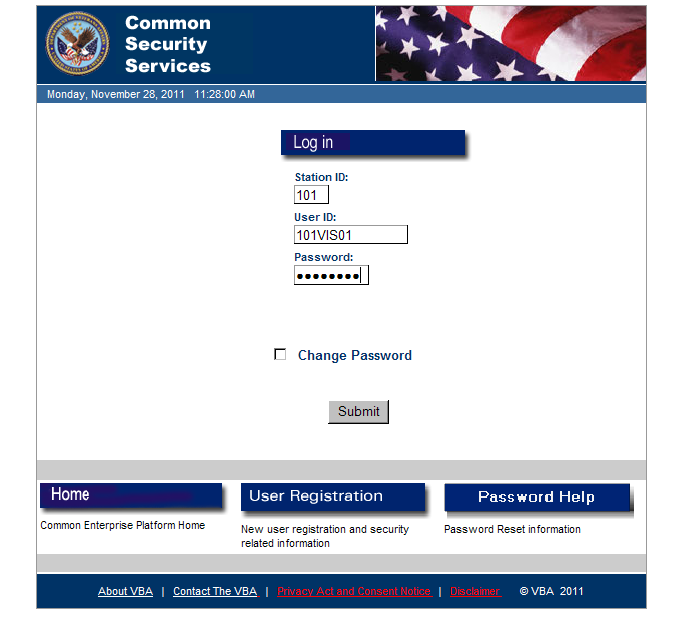 Common
Security
Services
Monday, November 28, 2011 11:28:00 AM
Log in
Station ID:
101
User ID:
101VIS01
Password:
●●●●●●●●
Change Password
Submit
Home
User Registration
Password Help
Common Enterprise Platform Home
New user registration and security
related information
Password Reset information
About VBA | Contact The VBA | Privacy Act and Consent Notice | Disclaimer © VBA 2011